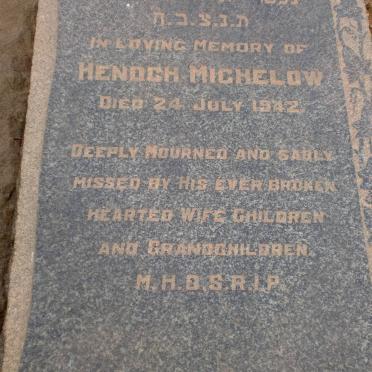 ת.נ.צ.ב.ה
IN LOVING MEMORY OF
HENOCH MICHELOW
DIED 24 JULY 1942.
DEEPLY MOURNED AND SADLY
MISSED BY HIS EVER BROKEN
HEARTED WIFE CHILDREN
AND GRANDCHILDREN.
M.H.D.S.R.I.P.